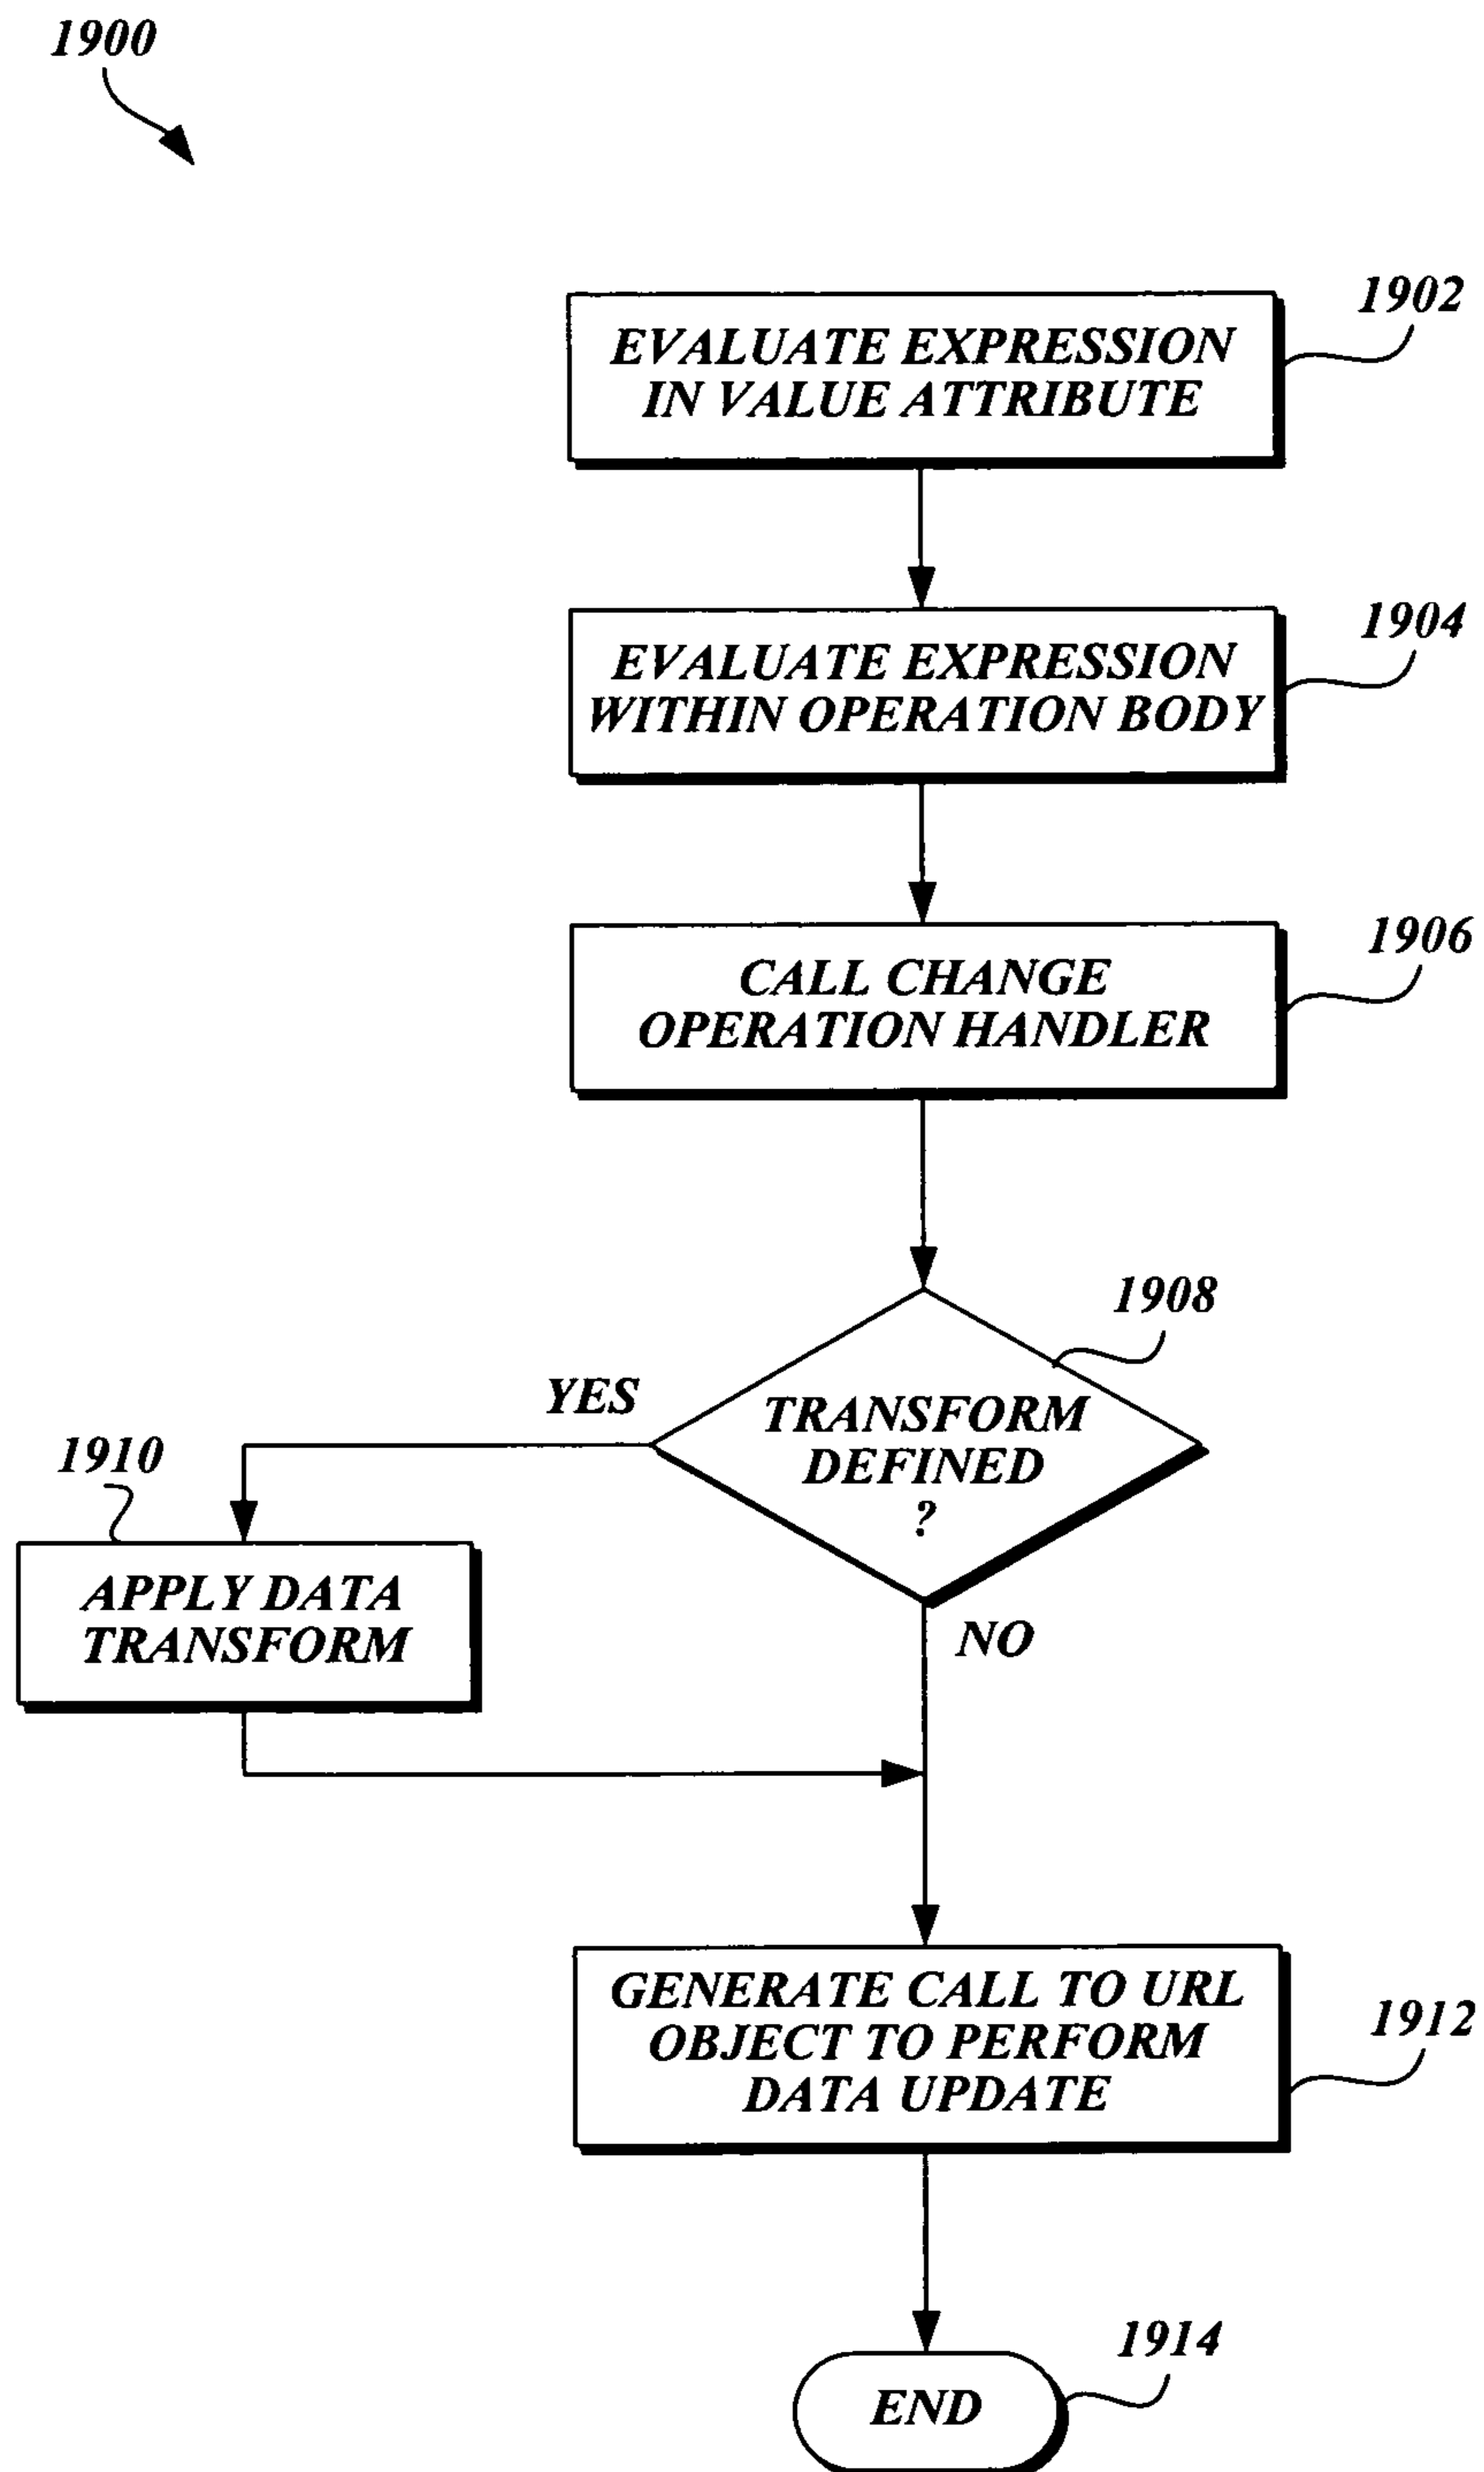 1900
1902
EVALUATE EXPRESSION
IN VALUE ATTRIBUTE
1904
EVALUATE EXPRESSION
WITHIN OPERATION BODY
1906
CALL CHANGE
OPERATION HANDLER
1908
TRANSFORM
DEFINED
?
YES
1910
APPLY DATA
TRANSFORM
NO
GENERATE CALL TO URL
OBJECT TO PERFORM
DATA UPDATE
1912
1914
END